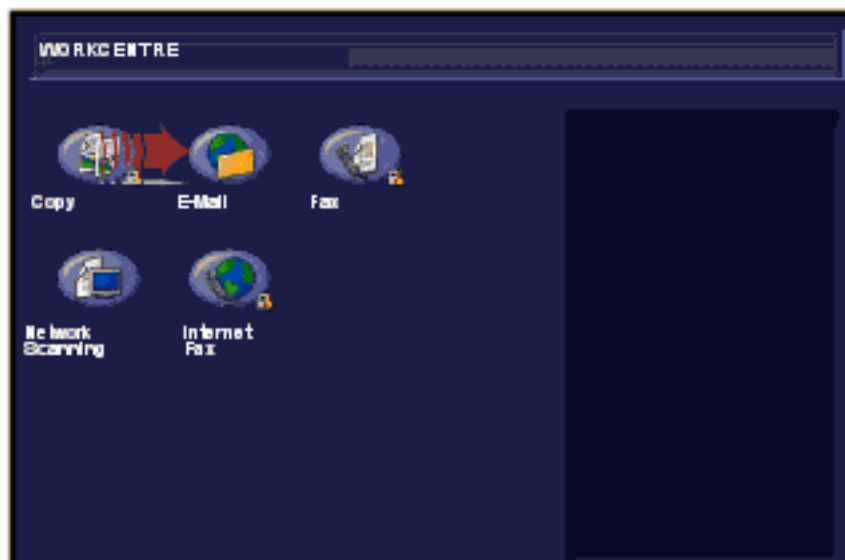 WORKCENTRE
Copy
E-Mail
Fax
Network
Scanning
Internet
Fax